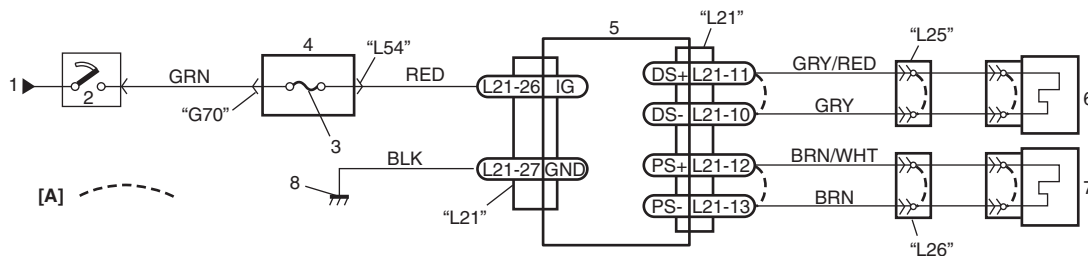 1
2
GRN
"G70"
4
3
"L54"
RED
5
L21-26 IG
BLK
8
L21-27 GND
"L21"
[A]
"L21"
DS+ L21-11
GRY/RED
DS- L21-10
GRY
"L25"
6
PS+ L21-12
BRN/WHT
PS- L21-13
BRN
"L26"
7